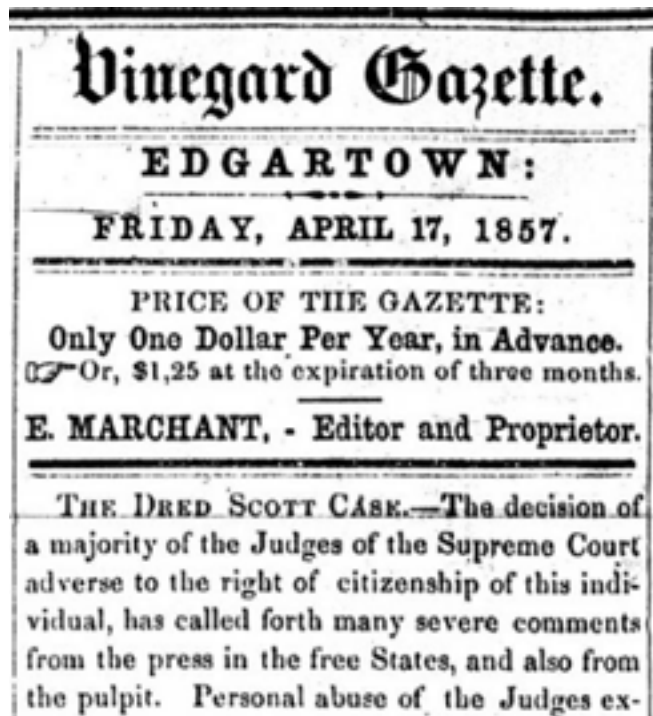 Vinegard Gazette.
EDGARTOWN:
FRIDAY, APRIL 17, 1857.
PRICE OF THE GAZETTE:
Only One Dollar Per Year, in Advance.
☞Or, $1,25 at the expiration of three months.
E. MARCHANT, - Editor and Proprietor.
THE DRED SCOTT CASE.—The decision of
a majority of the Judges of the Supreme Court
adverse to the right of citizenship of this indi-
vidual, has called forth many severe comments
from the press in the free States, and also from
the pulpit. Personal abuse of the Judges ex-